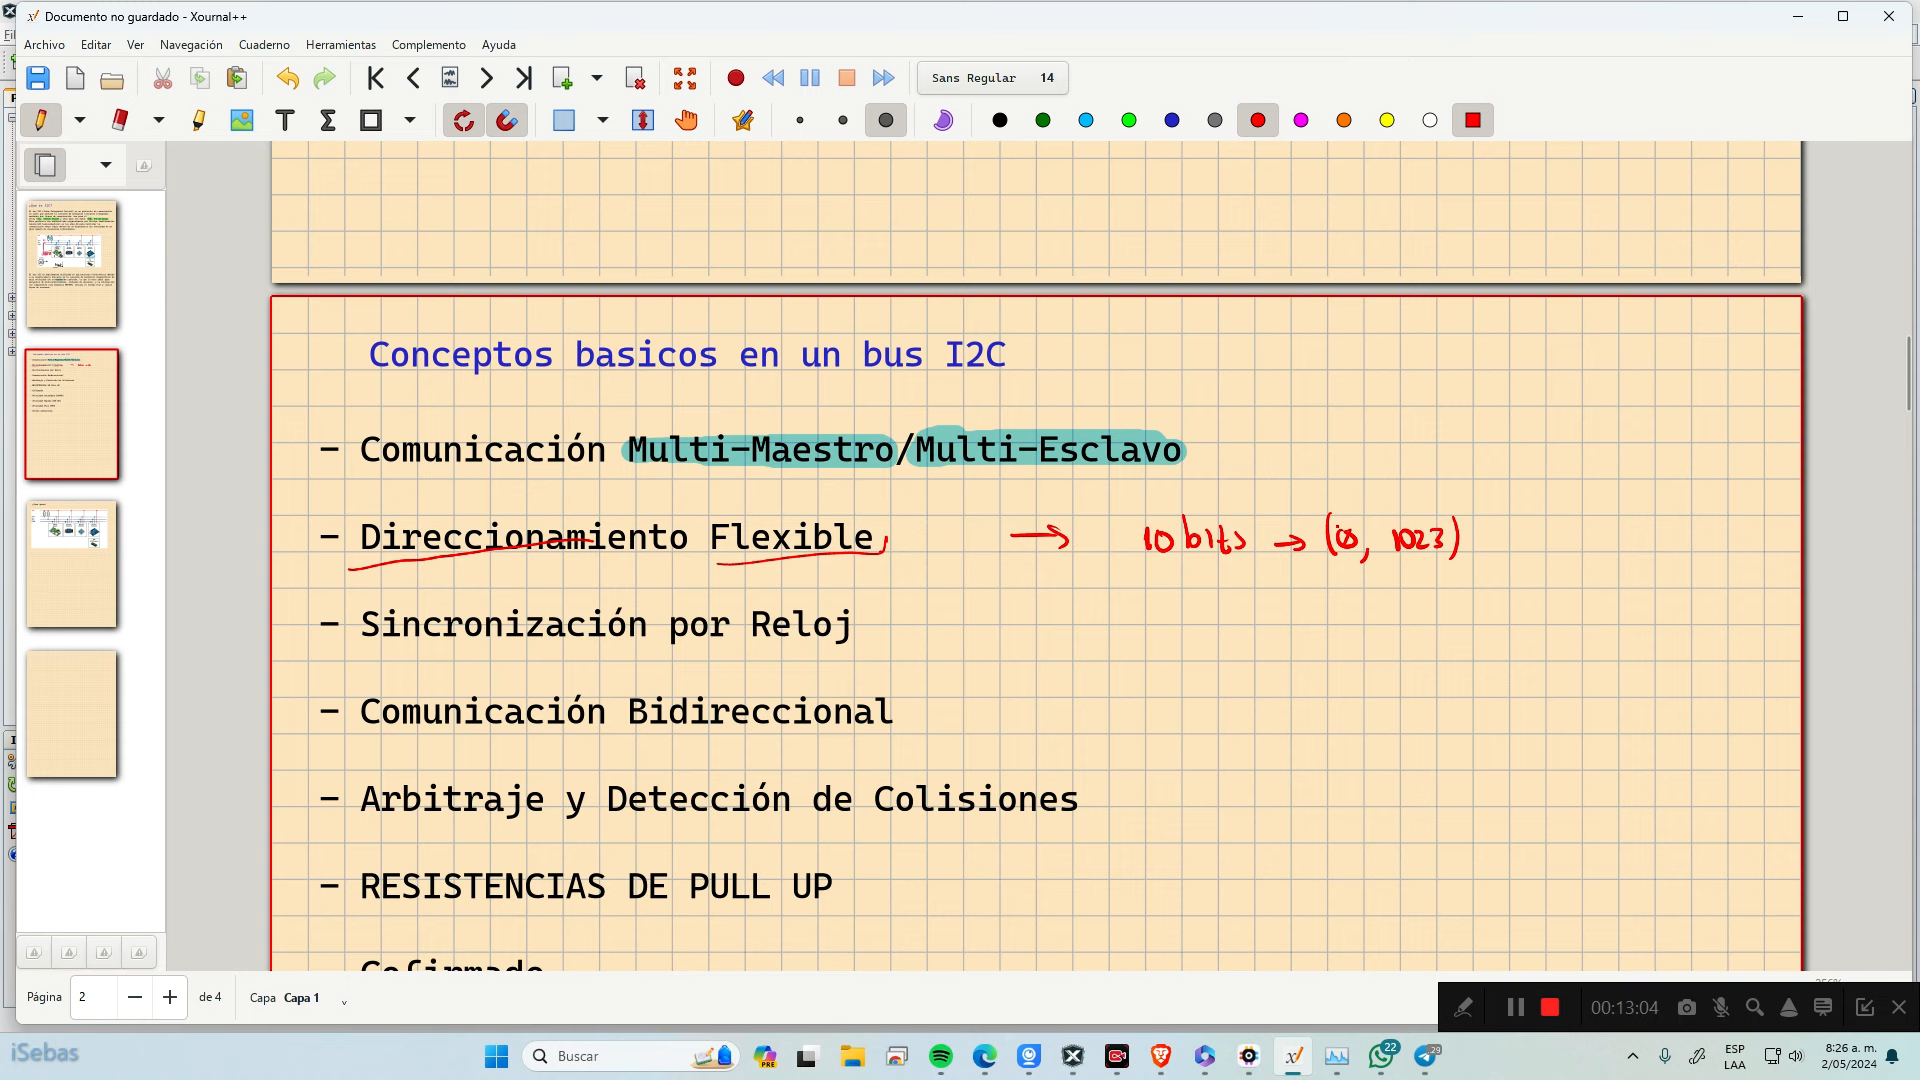 Documento no guardado - Xournal++
Archivo Editar Ver Navegación Cuaderno Herramientas Complemento Ayuda
Sans Regular 14
Conceptos basicos en un bus I2C
- Comunicación Multi-Maestro/Multi-Esclavo
- Direccionamiento Flexible, → 10 bits → (0, 1023)
- Sincronización por Reloj
- Comunicación Bidireccional
- Arbitraje y Detección de Colisiones
- RESISTENCIAS DE PULL UP
Página 2 de 4 Capa Capa 1
00:13:04
iSebas
Buscar
PRE
22
29
ESP
LAA
8:26 a. m.
2/05/2024